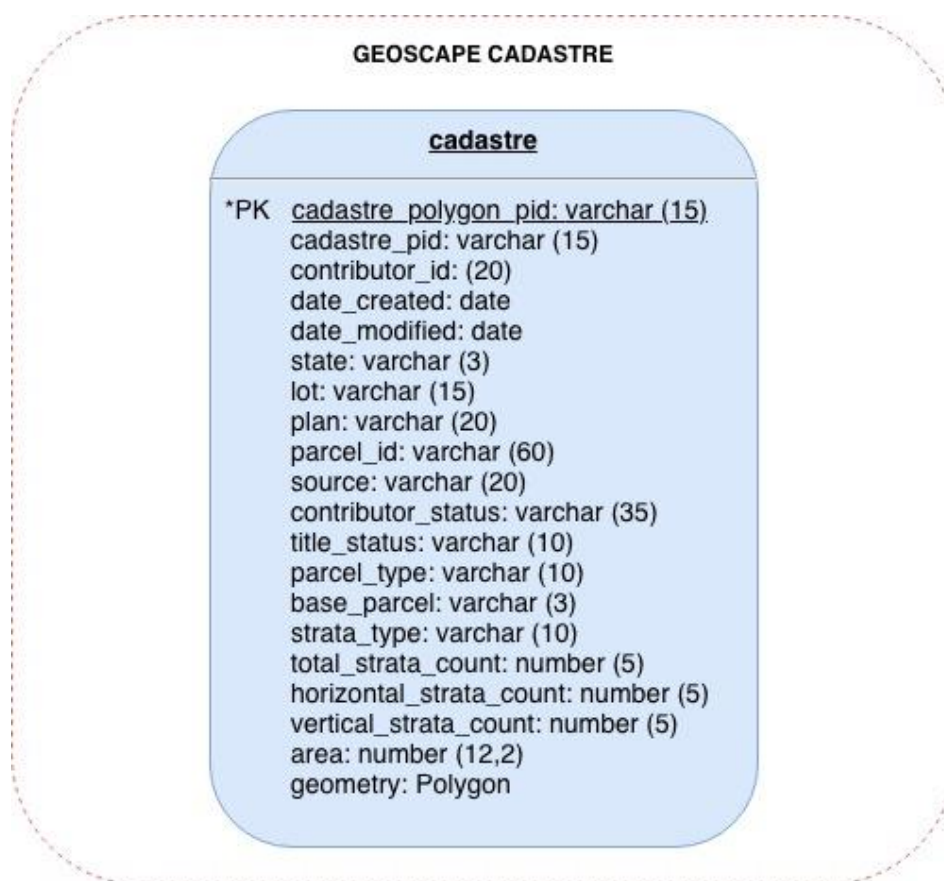 GEOSCAPE CADASTRE
cadastre
*PK cadastre_polygon_pid: varchar (15)
cadastre_pid: varchar (15)
contributor_id: (20)
date_created: date
date_modified: date
state: varchar (3)
lot: varchar (15)
plan: varchar (20)
parcel_id: varchar (60)
source: varchar (20)
contributor_status: varchar (35)
title_status: varchar (10)
parcel_type: varchar (10)
base_parcel: varchar (3)
strata_type: varchar (10)
total_strata_count: number (5)
horizontal_strata_count: number (5)
vertical_strata_count: number (5)
area: number (12,2)
geometry: Polygon